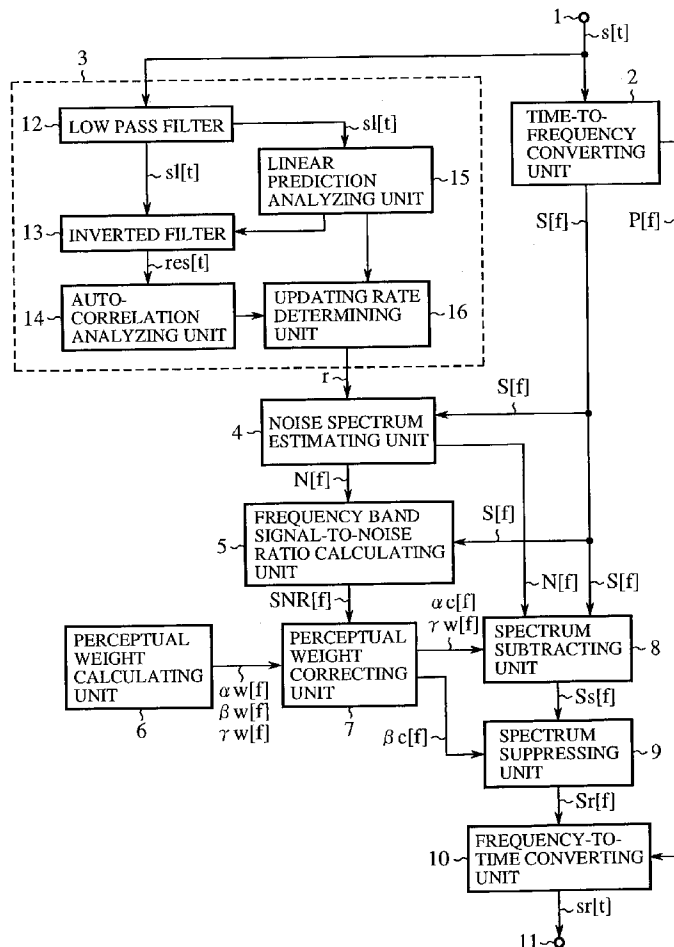 1
s[t]
3
2
12
LOW PASS FILTER
sl[t]
TIME-TO-
FREQUENCY
CONVERTING
UNIT
sl[t]
LINEAR
PREDICTION
ANALYZING UNIT
15
S[f]
P[f]
13
INVERTED FILTER
res[t]
14
AUTO-
CORRELATION
ANALYZING UNIT
UPDATING RATE
DETERMINING
UNIT
16
r
S[f]
4
NOISE SPECTRUM
ESTIMATING UNIT
N[f]
5
FREQUENCY BAND
SIGNAL-TO-NOISE
RATIO CALCULATING
UNIT
S[f]
N[f]
S[f]
SNR[f]
αc[f]
γw[f]
PERCEPTUAL
WEIGHT
CALCULATING
UNIT
6
αw[f]
βw[f]
γw[f]
PERCEPTUAL
WEIGHT
CORRECTING
UNIT
7
SPECTRUM
SUBTRACTING
UNIT
8
Ss[f]
βc[f]
SPECTRUM
SUPPRESSING
UNIT
9
Sr[f]
10
FREQUENCY-TO-
TIME CONVERTING
UNIT
sr[t]
11